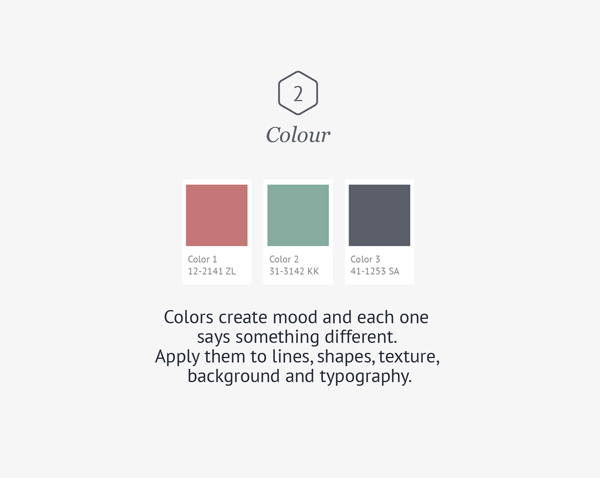 2
Colour
Color 1
12-2141 ZL
Color 2
31-3142 KK
Color 3
41-1253 SA
Colors create mood and each one
says something different.
Apply them to lines, shapes, texture,
background and typography.